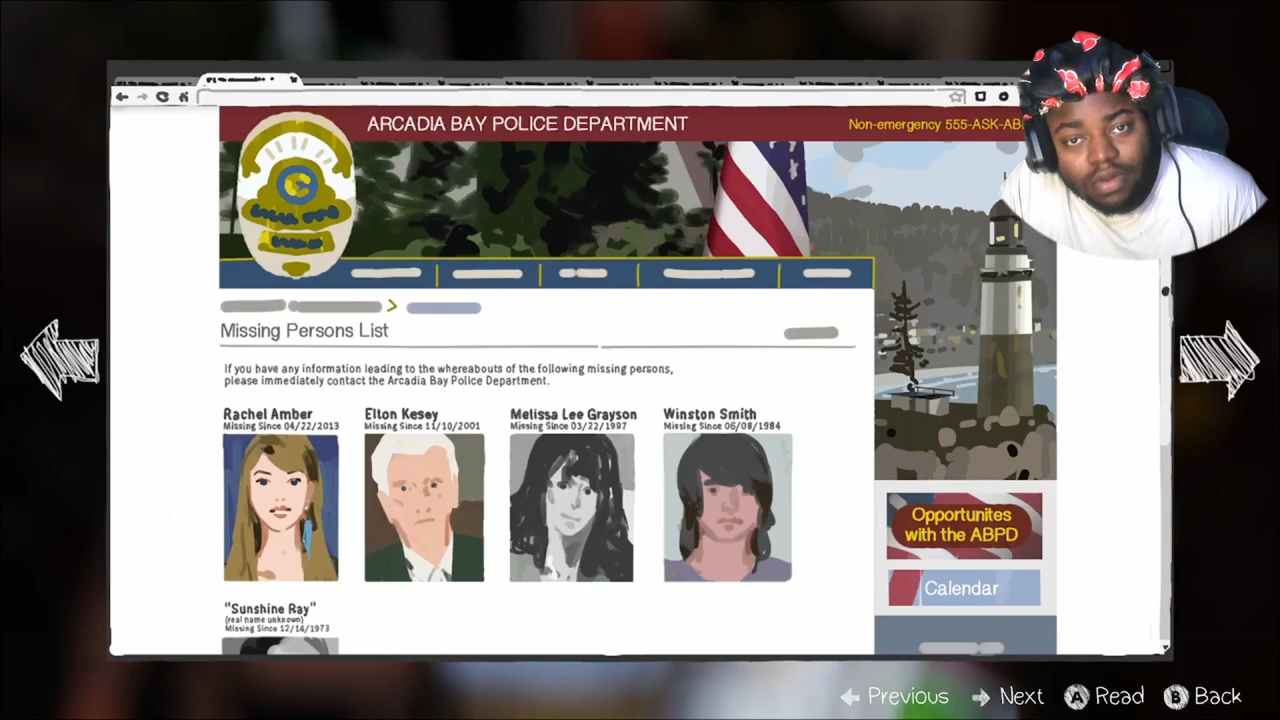 ARCADIA BAY POLICE DEPARTMENT
Non-emergency 555-ASK-AB
Missing Persons List
If you have any information leading to the whereabouts of the following missing persons,
please immediately contact the Arcadia Bay Police Department.
Rachel Amber
Missing Since 04/22/2013
Elton Kesey
Missing Since 11/10/2001
Melissa Lee Grayson
Missing Since 03/22/1997
Winston Smith
Missing Since 06/08/1984
"Sunshine Ray"
(real name unknown)
Missing Since 12/14/1973
Opportunites
with the ABPD
Calendar
Previous
Next
A Read
B Back